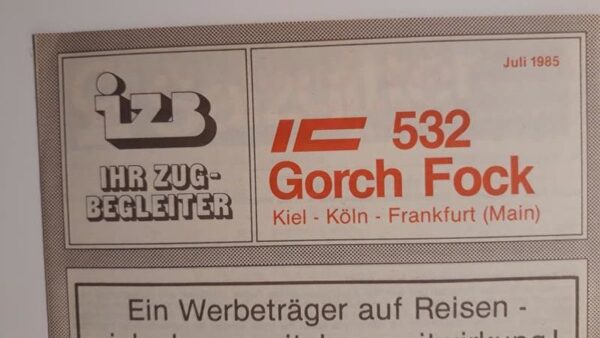 izb
IHR ZUG-
BEGLEITER
Juli 1985
IC 532
Gorch Fock
Kiel - Köln - Frankfurt (Main)
Ein Werbeträger auf Reisen -